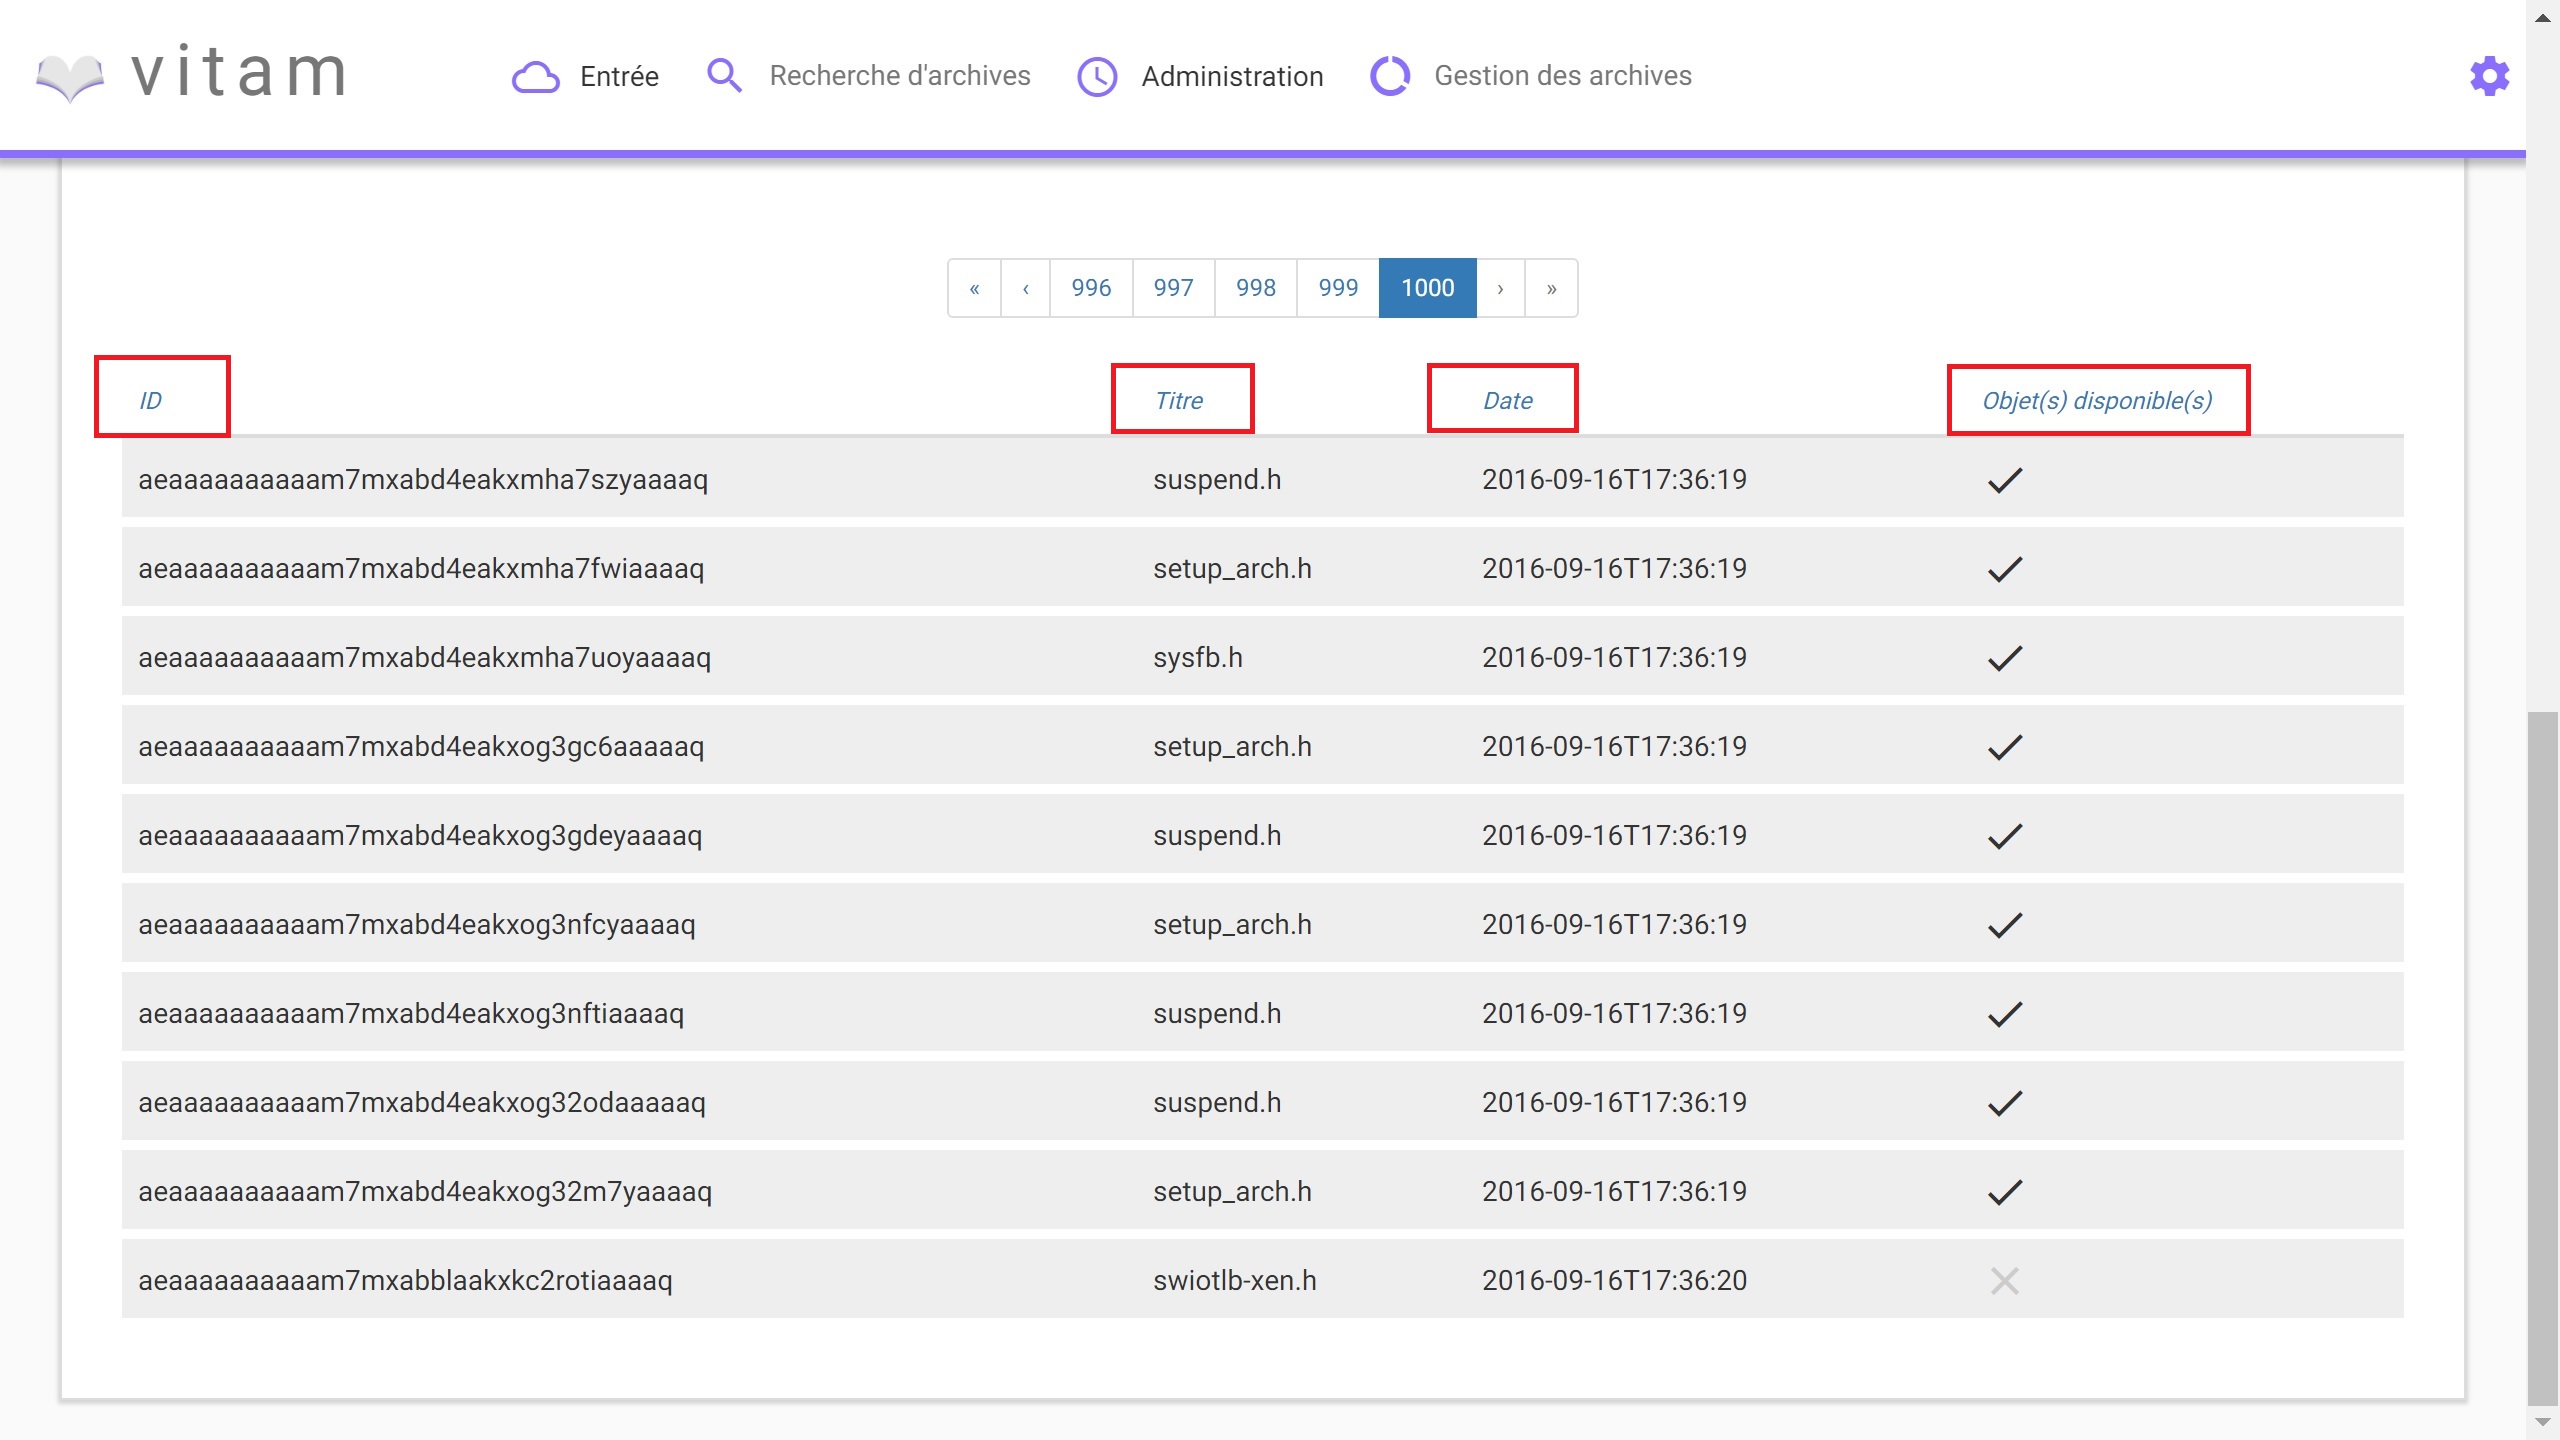 vitam Entrée Recherche d'archives Administration Gestion des archives
« ‹ 996 997 998 999 1000 › »
ID Titre Date Objet(s) disponible(s)
aeaaaaaaaaaam7mxabd4eakxmha7szyaaaaq suspend.h 2016-09-16T17:36:19
aeaaaaaaaaaam7mxabd4eakxmha7fwiaaaaq setup_arch.h 2016-09-16T17:36:19
aeaaaaaaaaaam7mxabd4eakxmha7uoyaaaaq sysfb.h 2016-09-16T17:36:19
aeaaaaaaaaaam7mxabd4eakxog3gc6aaaaaq setup_arch.h 2016-09-16T17:36:19
aeaaaaaaaaaam7mxabd4eakxog3gdeyaaaaq suspend.h 2016-09-16T17:36:19
aeaaaaaaaaaam7mxabd4eakxog3nfcyaaaaq setup_arch.h 2016-09-16T17:36:19
aeaaaaaaaaaam7mxabd4eakxog3nftiaaaaq suspend.h 2016-09-16T17:36:19
aeaaaaaaaaaam7mxabd4eakxog32odaaaaaq suspend.h 2016-09-16T17:36:19
aeaaaaaaaaaam7mxabd4eakxog32m7yaaaaq setup_arch.h 2016-09-16T17:36:19
aeaaaaaaaaaam7mxabblaakxkc2rotiaaaaq swiotlb-xen.h 2016-09-16T17:36:20